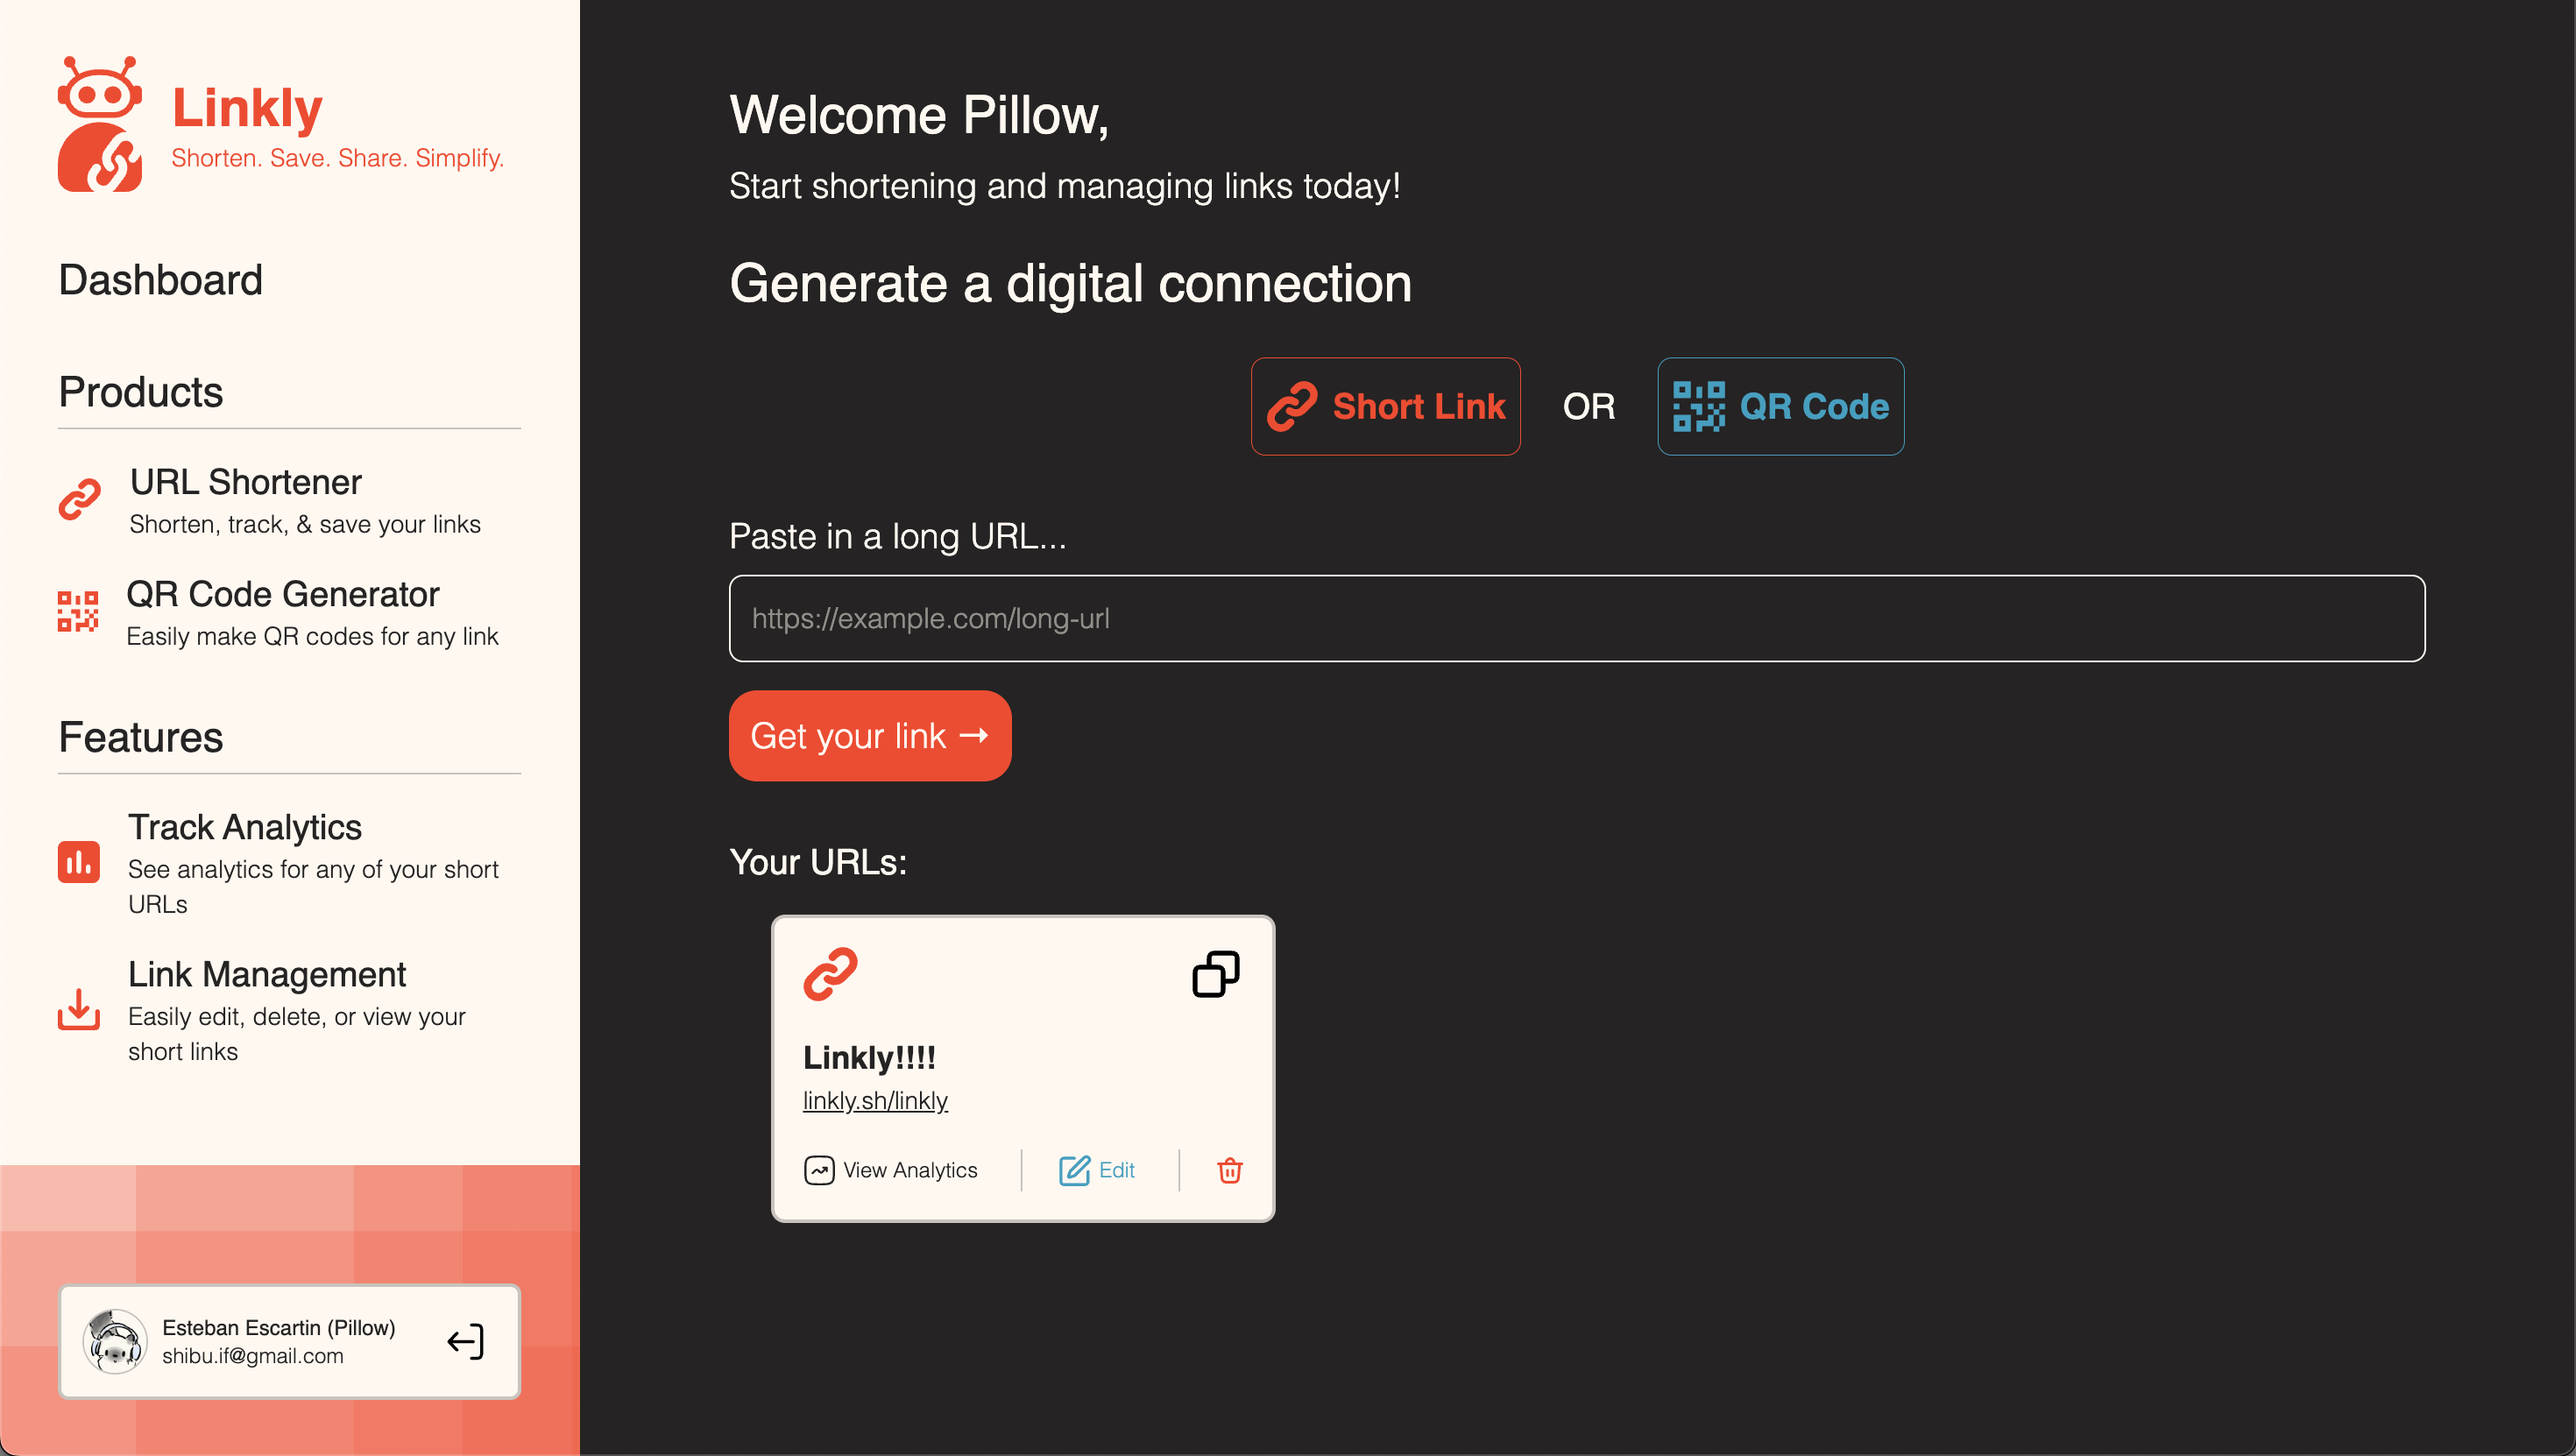 Linkly
Shorten. Save. Share. Simplify.
Dashboard
Products
URL Shortener
Shorten, track, & save your links
QR Code Generator
Easily make QR codes for any link
Features
Track Analytics
See analytics for any of your short
URLs
Link Management
Easily edit, delete, or view your
short links
Esteban Escartin (Pillow)
shibu.if@gmail.com
Welcome Pillow,
Start shortening and managing links today!
Generate a digital connection
Short Link OR QR Code
Paste in a long URL...
https://example.com/long-url
Get your link →
Your URLs:
Linkly!!!!
linkly.sh/linkly
View Analytics Edit